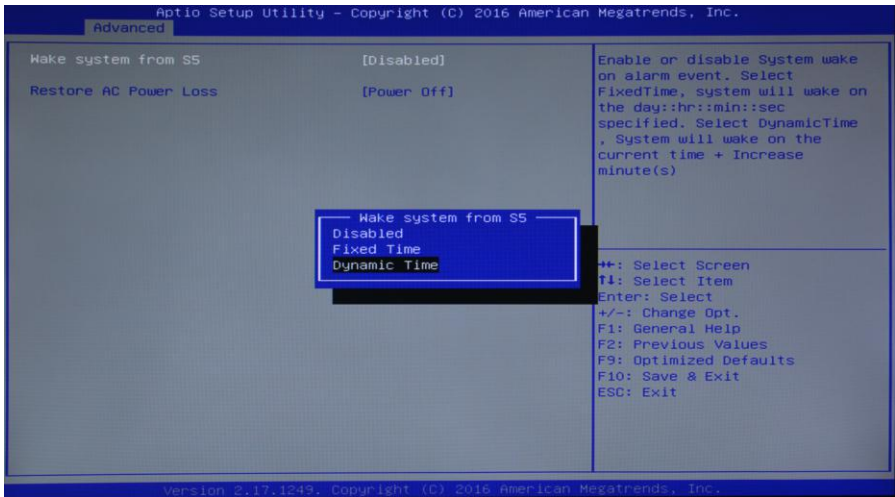 Aptio Setup Utility – Copyright (C) 2016 American Megatrends, Inc.
Advanced
Wake system from S5 [Disabled]
Restore AC Power Loss [Power Off]
Enable or disable System wake
on alarm event. Select
FixedTime, system will wake on
the day::hr::min::sec
specified. Select DynamicTime
, System will wake on the
current time + Increase
minute(s)
Wake system from S5
Disabled
Fixed Time
Dynamic Time
→←: Select Screen
↑↓: Select Item
Enter: Select
+/-: Change Opt.
F1: General Help
F2: Previous Values
F9: Optimized Defaults
F10: Save & Exit
ESC: Exit
Version 2.17.1249. Copyright (C) 2016 American Megatrends, Inc.